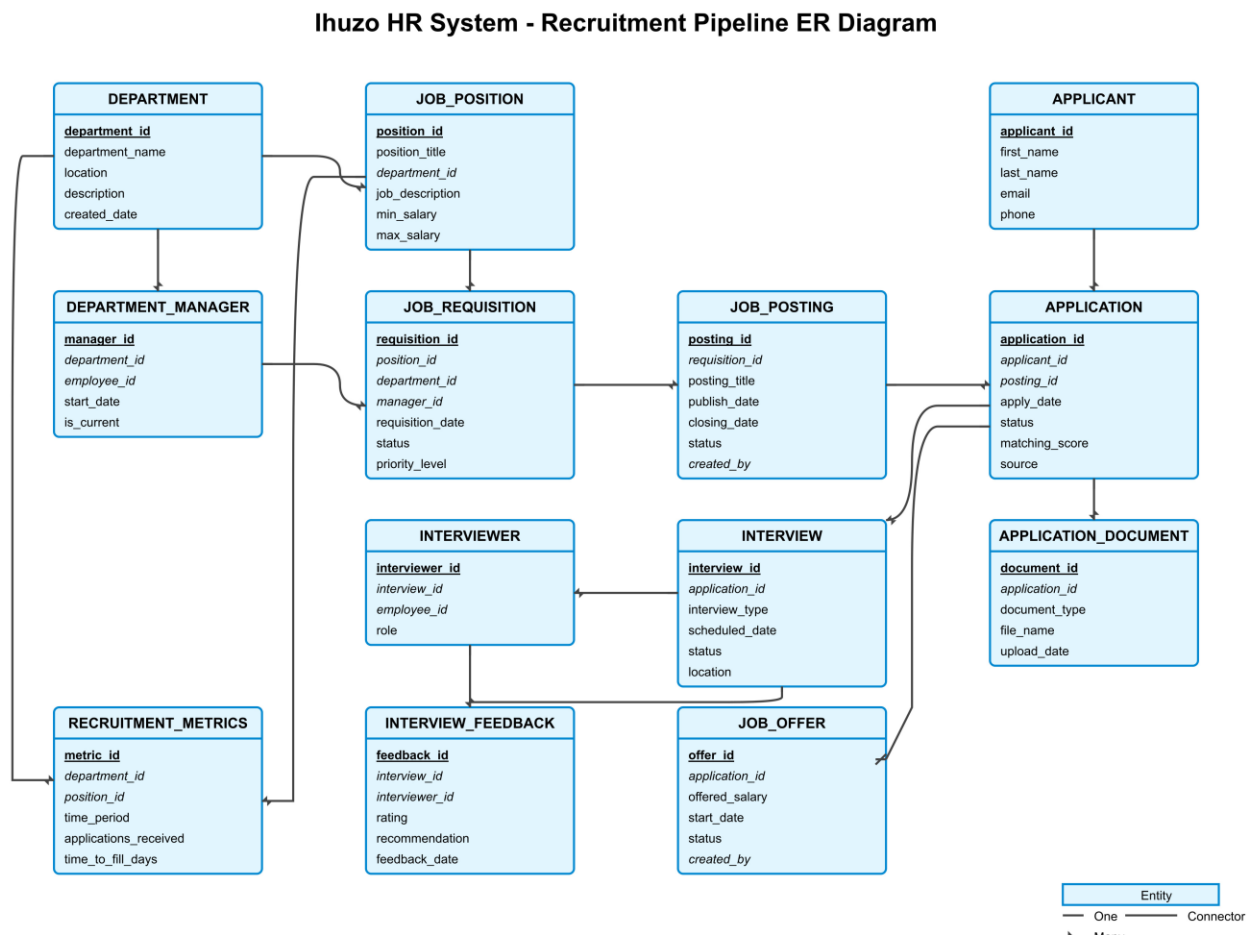 Ihuzo HR System - Recruitment Pipeline ER Diagram
DEPARTMENT
department_id
department_name
location
description
created_date
JOB_POSITION
position_id
position_title
department_id
job_description
min_salary
max_salary
APPLICANT
applicant_id
first_name
last_name
email
phone
DEPARTMENT_MANAGER
manager_id
department_id
employee_id
start_date
is_current
JOB_REQUISITION
requisition_id
position_id
department_id
manager_id
requisition_date
status
priority_level
JOB_POSTING
posting_id
requisition_id
posting_title
publish_date
closing_date
status
created_by
APPLICATION
application_id
applicant_id
posting_id
apply_date
status
matching_score
source
INTERVIEWER
interviewer_id
interview_id
employee_id
role
INTERVIEW
interview_id
application_id
interview_type
scheduled_date
status
location
APPLICATION_DOCUMENT
document_id
application_id
document_type
file_name
upload_date
RECRUITMENT_METRICS
metric_id
department_id
position_id
time_period
applications_received
time_to_fill_days
INTERVIEW_FEEDBACK
feedback_id
interview_id
interviewer_id
rating
recommendation
feedback_date
JOB_OFFER
offer_id
application_id
offered_salary
start_date
status
created_by
Entity
One
Connector
Many